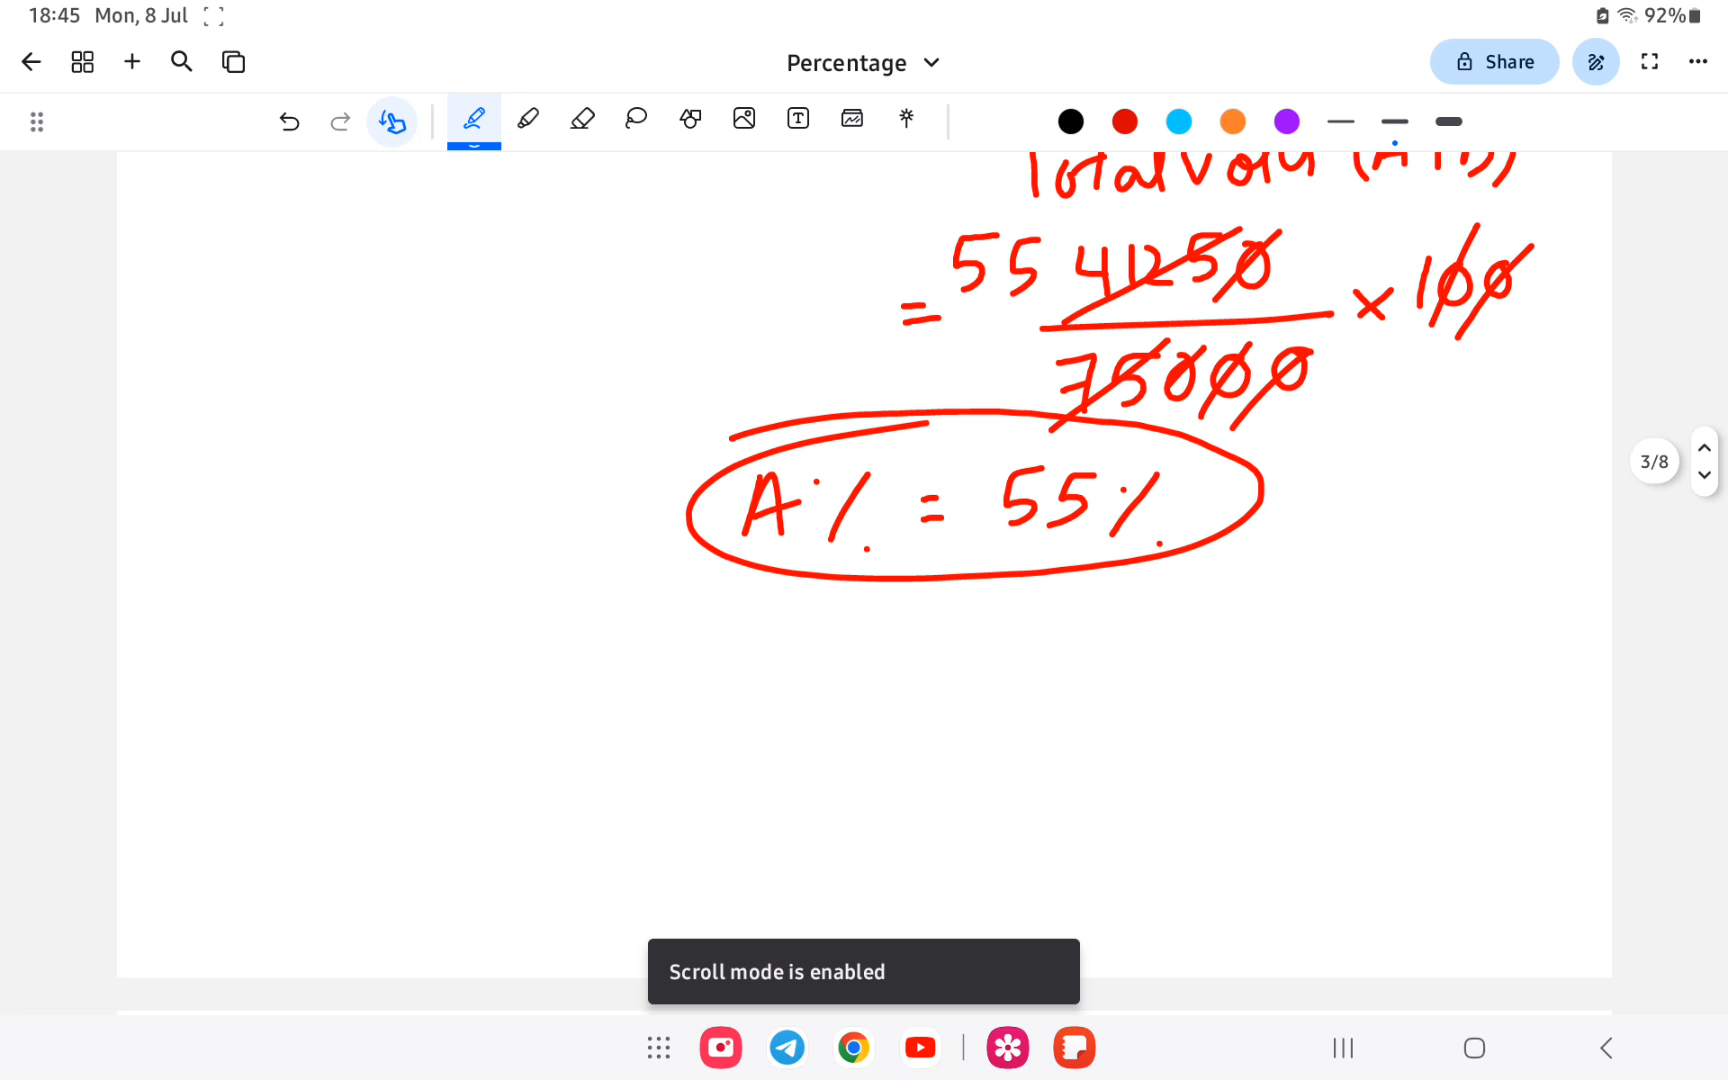 18:45 Mon, 8 Jul 92%
Percentage Share
Total Vote (A+B)
= 55 41250 × 100
75000
3/8
A% = 55%
Scroll mode is enabled